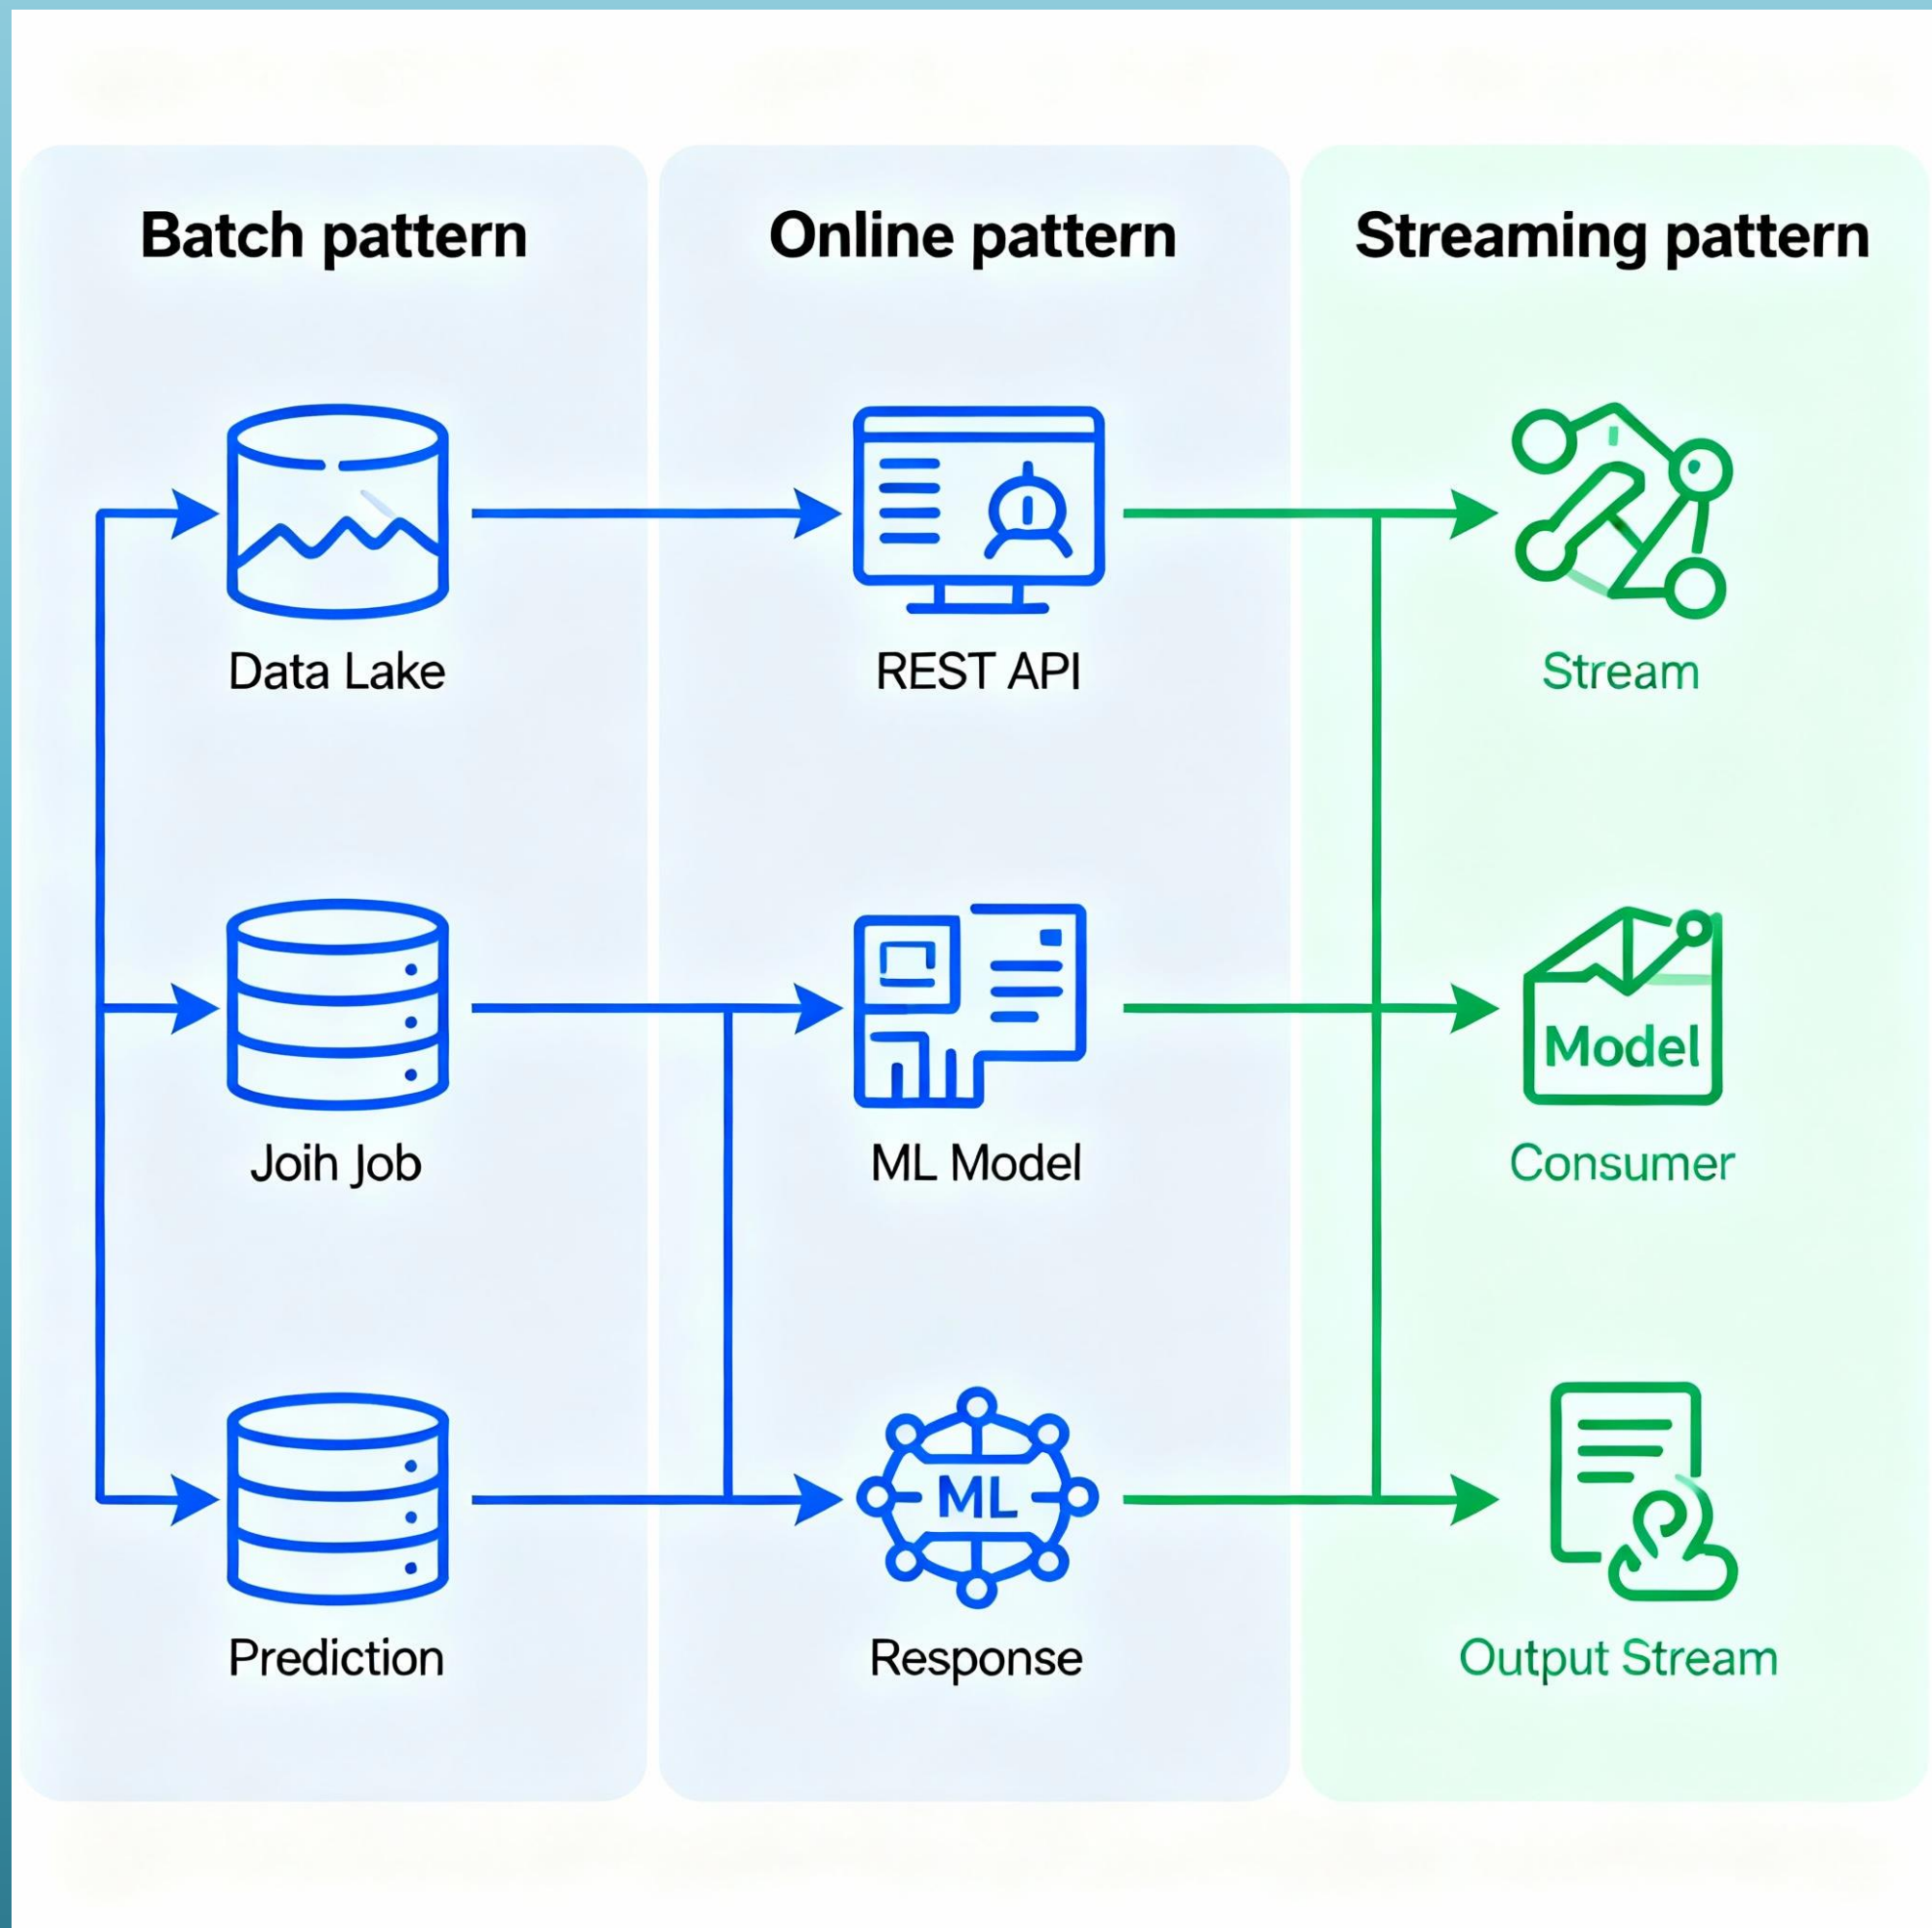 Batch pattern
Online pattern
Streaming pattern
Data Lake
REST API
Stream
Model
Joih Job
ML Model
Consumer
ML
Prediction
Response
Output Stream